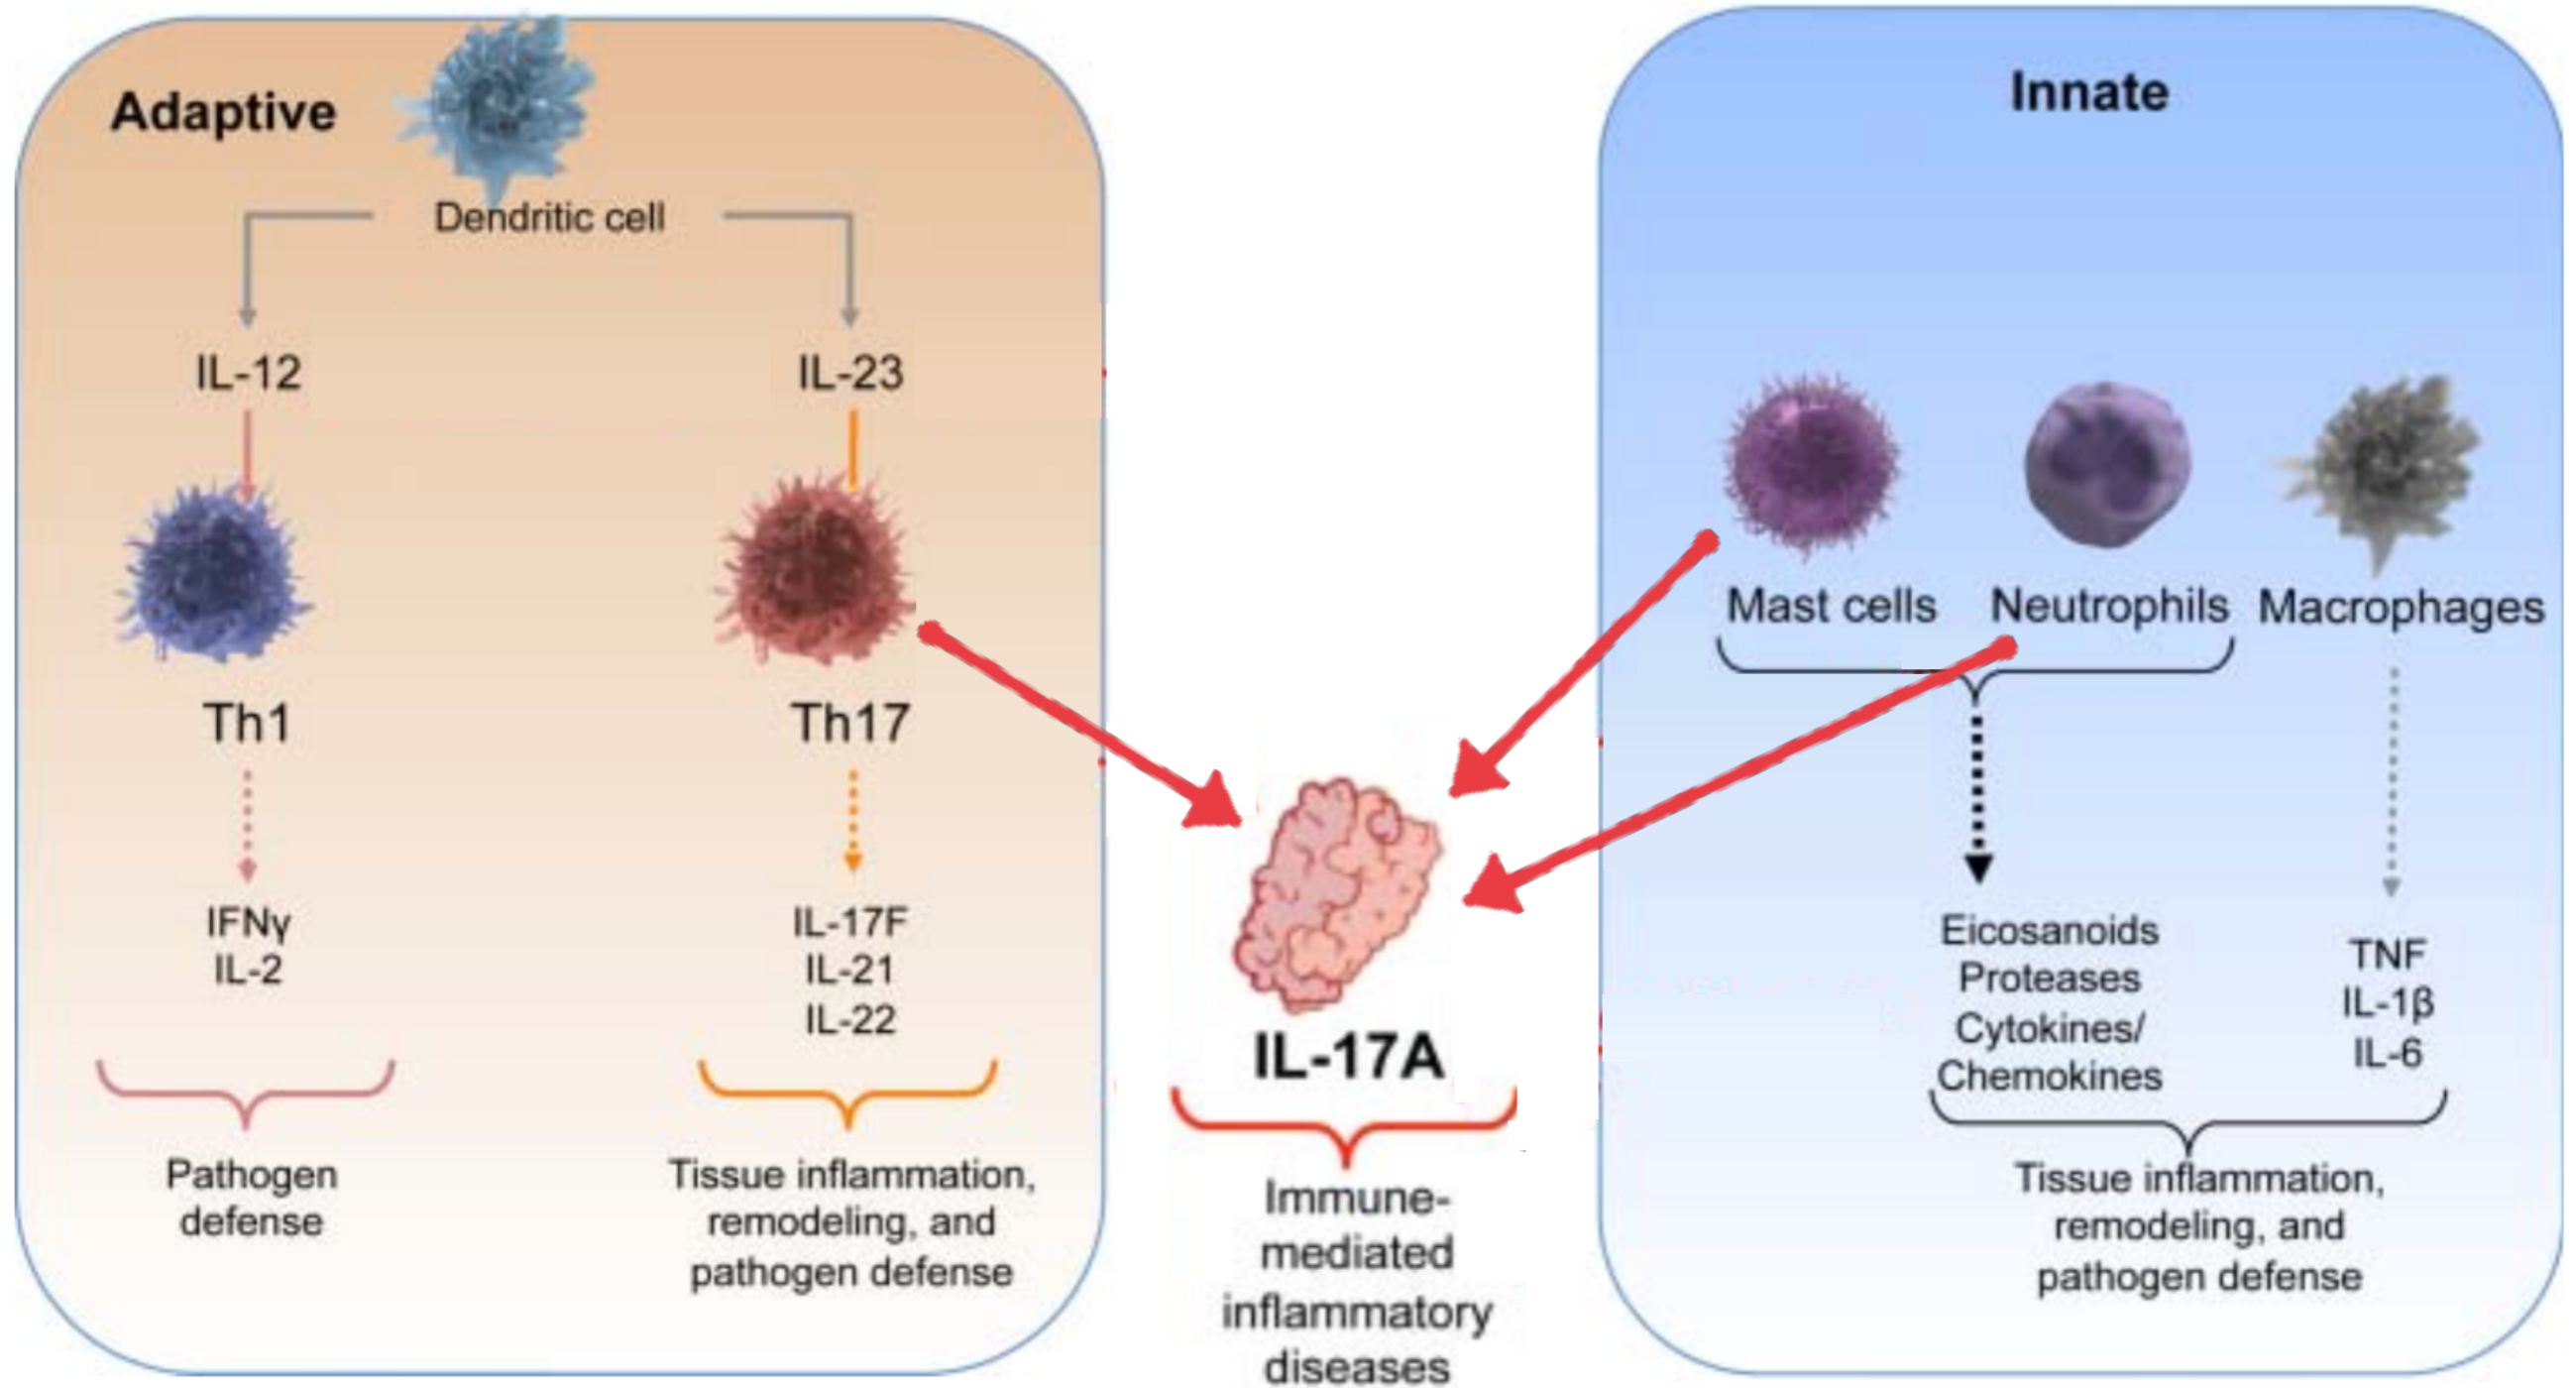 Adaptive
Dendritic cell
IL-12
IL-23
Th1
Th17
IFNγ
IL-2
IL-17F
IL-21
IL-22
Pathogen
defense
Tissue inflammation,
remodeling, and
pathogen defense
IL-17A
Immune-
mediated
inflammatory
diseases
Innate
Mast cells
Neutrophils
Macrophages
Eicosanoids
Proteases
Cytokines/
Chemokines
TNF
IL-1β
IL-6
Tissue inflammation,
remodeling, and
pathogen defense